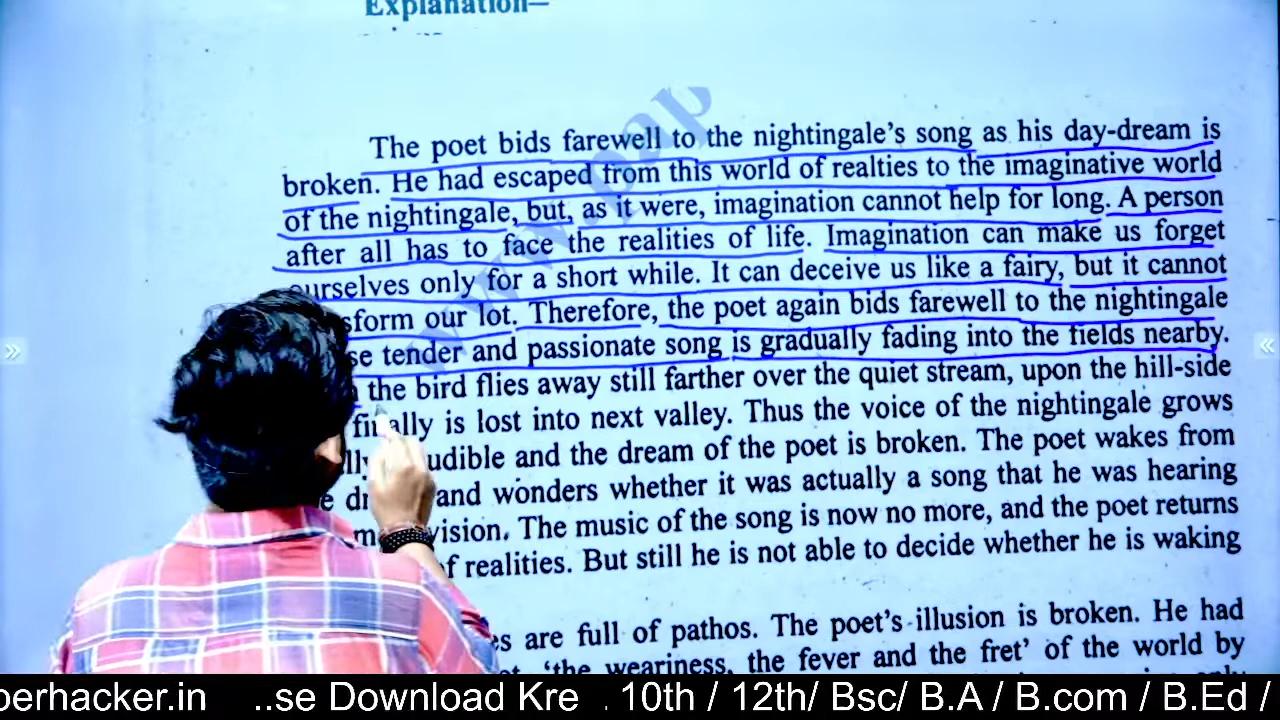 Explanation—
The poet bids farewell to the nightingale's song as his day-dream is
broken. He had escaped from this world of realties to the imaginative world
of the nightingale, but, as it were, imagination cannot help for long. A person
after all has to face the realities of life. Imagination can make us forget
ourselves only for a short while. It can deceive us like a fairy, but it cannot
sform our lot. Therefore, the poet again bids farewell to the nightingale
se tender and passionate song is gradually fading into the fields nearby.
the bird flies away still farther over the quiet stream, upon the hill-side
finally is lost into next valley. Thus the voice of the nightingale grows
lly udible and the dream of the poet is broken. The poet wakes from
e dr and wonders whether it was actually a song that he was hearing
m vision. The music of the song is now no more, and the poet returns
of realities. But still he is not able to decide whether he is waking
es are full of pathos. The poet's illusion is broken. He had
'the weariness, the fever and the fret' of the world by
www.pap
perhacker.in ..se Download Kre . 10th / 12th/ Bsc/ B.A / B.com / B.Ed /